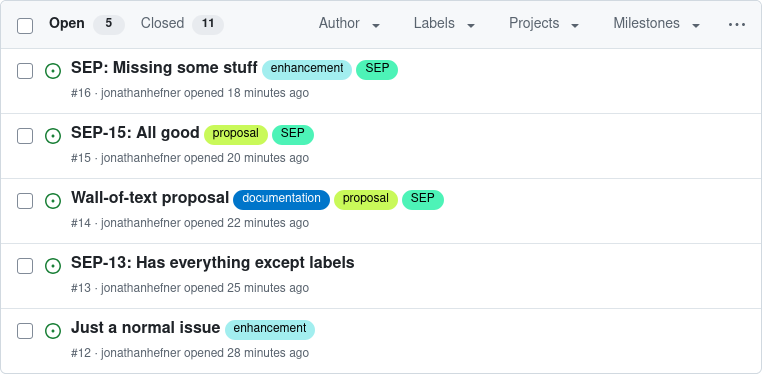 Open 5 Closed 11 Author Labels Projects Milestones
SEP: Missing some stuff enhancement SEP
#16 · jonathanhefner opened 18 minutes ago
SEP-15: All good proposal SEP
#15 · jonathanhefner opened 20 minutes ago
Wall-of-text proposal documentation proposal SEP
#14 · jonathanhefner opened 22 minutes ago
SEP-13: Has everything except labels
#13 · jonathanhefner opened 25 minutes ago
Just a normal issue enhancement
#12 · jonathanhefner opened 28 minutes ago